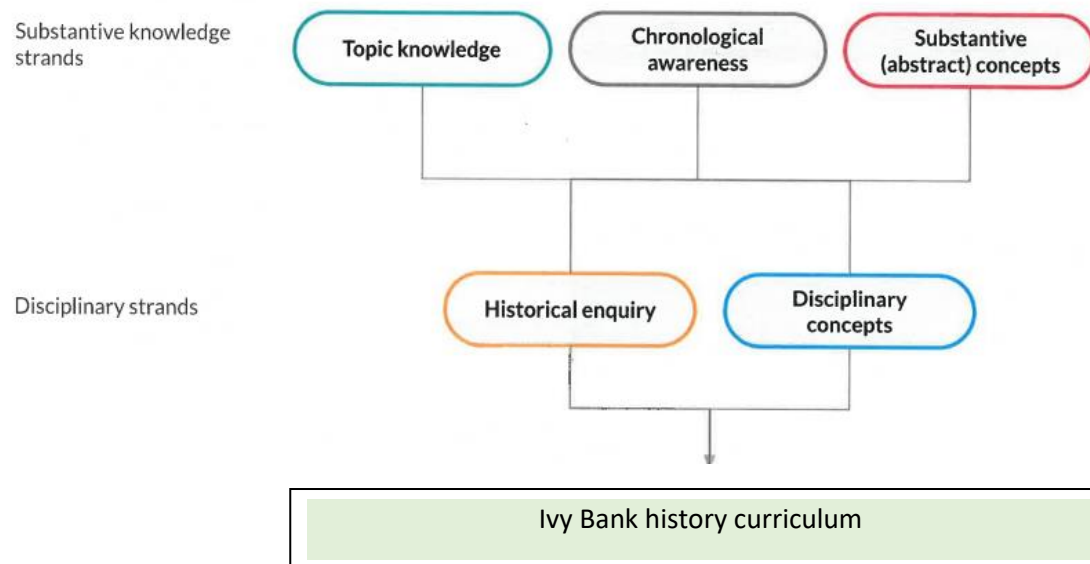 Substantive knowledge
strands
Topic knowledge
Chronological
awareness
Substantive
(abstract) concepts
Disciplinary strands
Historical enquiry
Disciplinary
concepts
Ivy Bank history curriculum